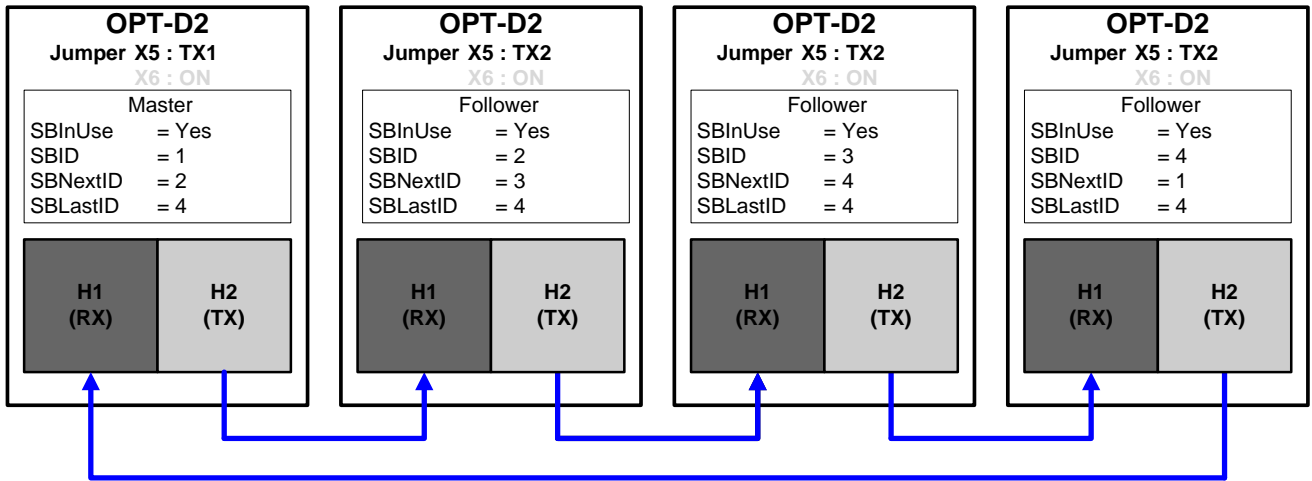 OPT-D2
Jumper X5 : TX1
X6 : ON
Master
SBInUse = Yes
SBID = 1
SBNextID = 2
SBLastID = 4
H1
(RX)
H2
(TX)
OPT-D2
Jumper X5 : TX2
X6 : ON
Follower
SBInUse = Yes
SBID = 2
SBNextID = 3
SBLastID = 4
H1
(RX)
H2
(TX)
OPT-D2
Jumper X5 : TX2
X6 : ON
Follower
SBInUse = Yes
SBID = 3
SBNextID = 4
SBLastID = 4
H1
(RX)
H2
(TX)
OPT-D2
Jumper X5 : TX2
X6 : ON
Follower
SBInUse = Yes
SBID = 4
SBNextID = 1
SBLastID = 4
H1
(RX)
H2
(TX)